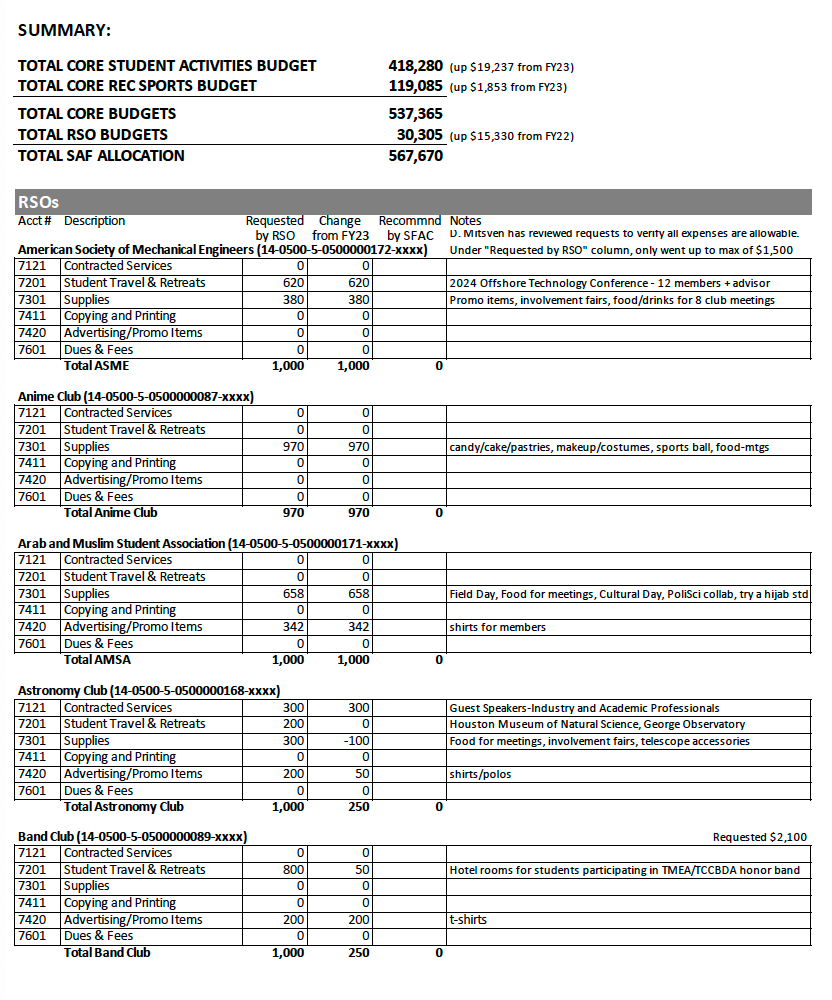 SUMMARY:
TOTAL CORE STUDENT ACTIVITIES BUDGET 418,280 (up $19,237 from FY23)
TOTAL CORE REC SPORTS BUDGET 119,085 (up $1,853 from FY23)
TOTAL CORE BUDGETS 537,365
TOTAL RSO BUDGETS 30,305 (up $15,330 from FY22)
TOTAL SAF ALLOCATION 567,670
RSOs
Acct # Description Requested Change Recommnd Notes
by RSO from FY23 by SFAC D. Mitsven has reviewed requests to verify all expenses are allowable.
American Society of Mechanical Engineers (14-0500-5-0500000172-xxxx) Under "Requested by RSO" column, only went up to max of $1,500
7121 Contracted Services 0 0
7201 Student Travel & Retreats 620 620 2024 Offshore Technology Conference - 12 members + advisor
7301 Supplies 380 380 Promo items, involvement fairs, food/drinks for 8 club meetings
7411 Copying and Printing 0 0
7420 Advertising/Promo Items 0 0
7601 Dues & Fees 0 0
Total ASME 1,000 1,000 0
Anime Club (14-0500-5-0500000087-xxxx)
7121 Contracted Services 0 0
7201 Student Travel & Retreats 0 0
7301 Supplies 970 970 candy/cake/pastries, makeup/costumes, sports ball, food-mtgs
7411 Copying and Printing 0 0
7420 Advertising/Promo Items 0 0
7601 Dues & Fees 0 0
Total Anime Club 970 970 0
Arab and Muslim Student Association (14-0500-5-0500000171-xxxx)
7121 Contracted Services 0 0
7201 Student Travel & Retreats 0 0
7301 Supplies 658 658 Field Day, Food for meetings, Cultural Day, PoliSci collab, try a hijab std
7411 Copying and Printing 0 0
7420 Advertising/Promo Items 342 342 shirts for members
7601 Dues & Fees 0 0
Total AMSA 1,000 1,000 0
Astronomy Club (14-0500-5-0500000168-xxxx)
7121 Contracted Services 300 300 Guest Speakers-Industry and Academic Professionals
7201 Student Travel & Retreats 200 0 Houston Museum of Natural Science, George Observatory
7301 Supplies 300 -100 Food for meetings, involvement fairs, telescope accessories
7411 Copying and Printing 0 0
7420 Advertising/Promo Items 200 50 shirts/polos
7601 Dues & Fees 0 0
Total Astronomy Club 1,000 250 0
Band Club (14-0500-5-0500000089-xxxx) Requested $2,100
7121 Contracted Services 0 0
7201 Student Travel & Retreats 800 50 Hotel rooms for students participating in TMEA/TCCBDA honor band
7301 Supplies 0 0
7411 Copying and Printing 0 0
7420 Advertising/Promo Items 200 200 t-shirts
7601 Dues & Fees 0 0
Total Band Club 1,000 250 0